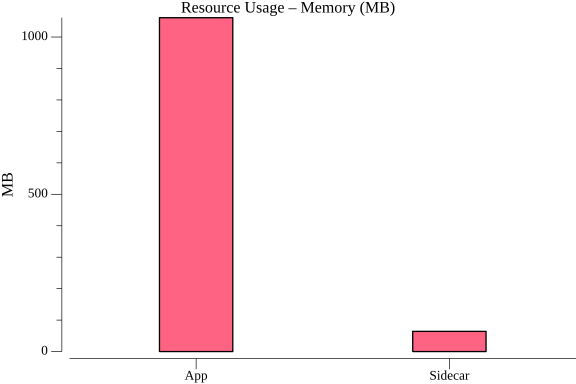 Resource Usage – Memory (MB)
1000
500
0
MB
App
Sidecar